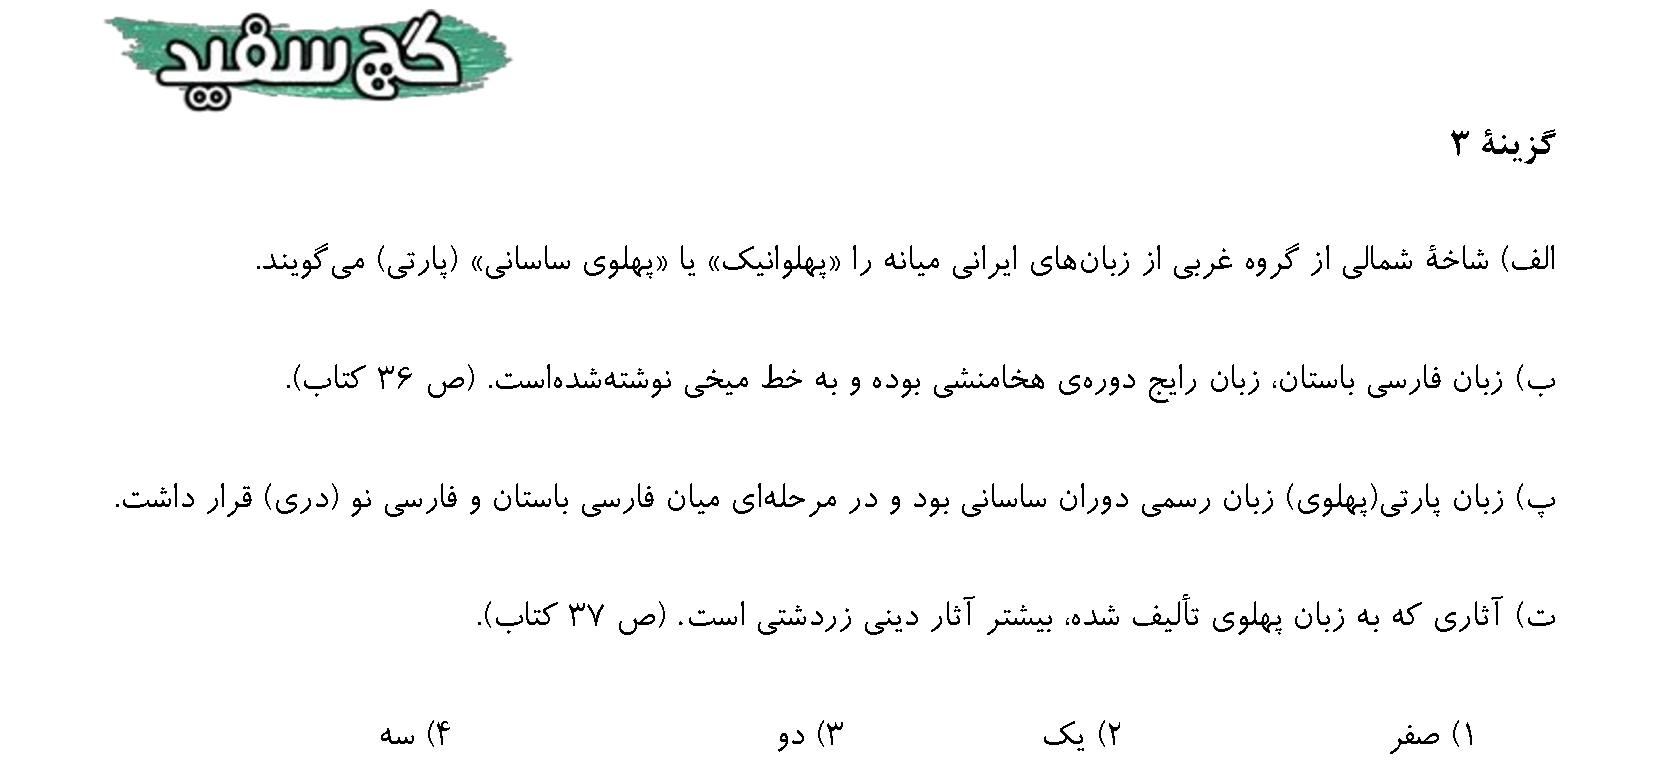 گچ سفید
گزینهٔ ۳
الف) شاخهٔ شمالی از گروه غربی از زبان‌های ایرانی میانه را «پهلوانیک» یا «پهلوی ساسانی» (پارتی) می‌گویند.
ب) زبان فارسی باستان، زبان رایج دوره‌ی هخامنشی بوده و به خط میخی نوشته‌شده‌است. (ص ۳۶ کتاب).
پ) زبان پارتی(پهلوی) زبان رسمی دوران ساسانی بود و در مرحله‌ای میان فارسی باستان و فارسی نو (دری) قرار داشت.
ت) آثاری که به زبان پهلوی تألیف شده، بیشتر آثار دینی زردشتی است. (ص ۳۷ کتاب).
۱) صفر ۲) یک ۳) دو ۴) سه